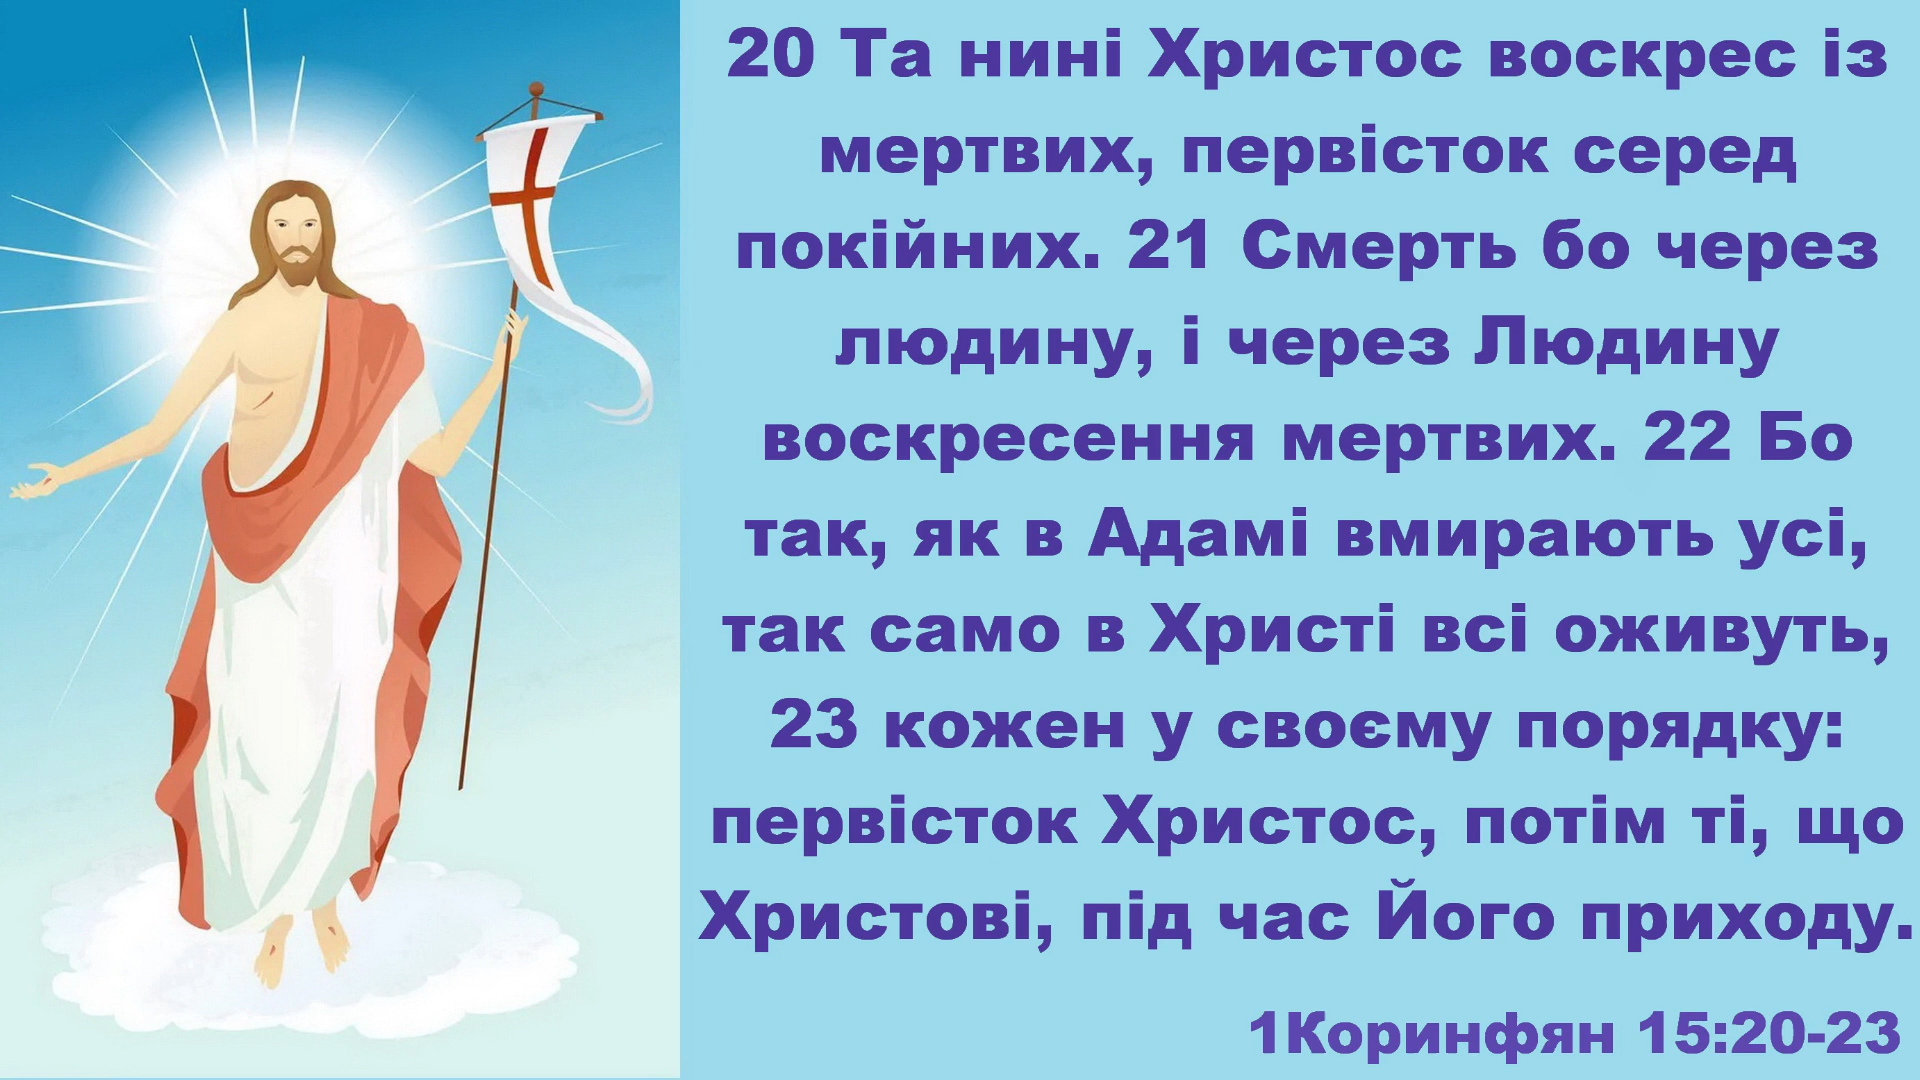 20 Та нині Христос воскрес із
мертвих, первісток серед
покійних. 21 Смерть бо через
людину, і через Людину
воскресення мертвих. 22 Бо
так, як в Адамі вмирають усі,
так само в Христі всі оживуть,
23 кожен у своєму порядку:
первісток Христос, потім ті, що
Христові, під час Його приходу.
1Коринфян 15:20-23